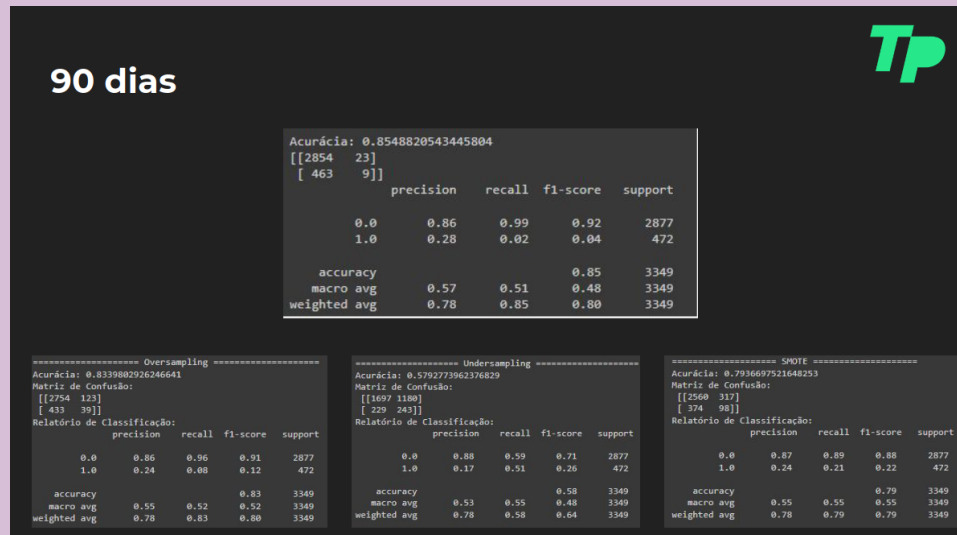 TP
90 dias
Acurácia: 0.8548820543445804
[[2854 23]
[ 463 9]]
precision recall f1-score support
0.0 0.86 0.99 0.92 2877
1.0 0.28 0.02 0.04 472
accuracy 0.85 3349
macro avg 0.57 0.51 0.48 3349
weighted avg 0.78 0.85 0.80 3349
==================== Oversampling ====================
Acurácia: 0.8339802926246641
Matriz de Confusão:
[[2754 123]
[ 433 39]]
Relatório de Classificação:
precision recall f1-score support
0.0 0.86 0.96 0.91 2877
1.0 0.24 0.08 0.12 472
accuracy 0.83 3349
macro avg 0.55 0.52 0.52 3349
weighted avg 0.78 0.83 0.80 3349
==================== Undersampling ====================
Acurácia: 0.5792773962376829
Matriz de Confusão:
[[1697 1180]
[ 229 243]]
Relatório de Classificação:
precision recall f1-score support
0.0 0.88 0.59 0.71 2877
1.0 0.17 0.51 0.26 472
accuracy 0.58 3349
macro avg 0.53 0.55 0.48 3349
weighted avg 0.78 0.58 0.64 3349
==================== SMOTE ====================
Acurácia: 0.7936697521648253
Matriz de Confusão:
[[2560 317]
[ 374 98]]
Relatório de Classificação:
precision recall f1-score support
0.0 0.87 0.89 0.88 2877
1.0 0.24 0.21 0.22 472
accuracy 0.79 3349
macro avg 0.55 0.55 0.55 3349
weighted avg 0.78 0.79 0.79 3349